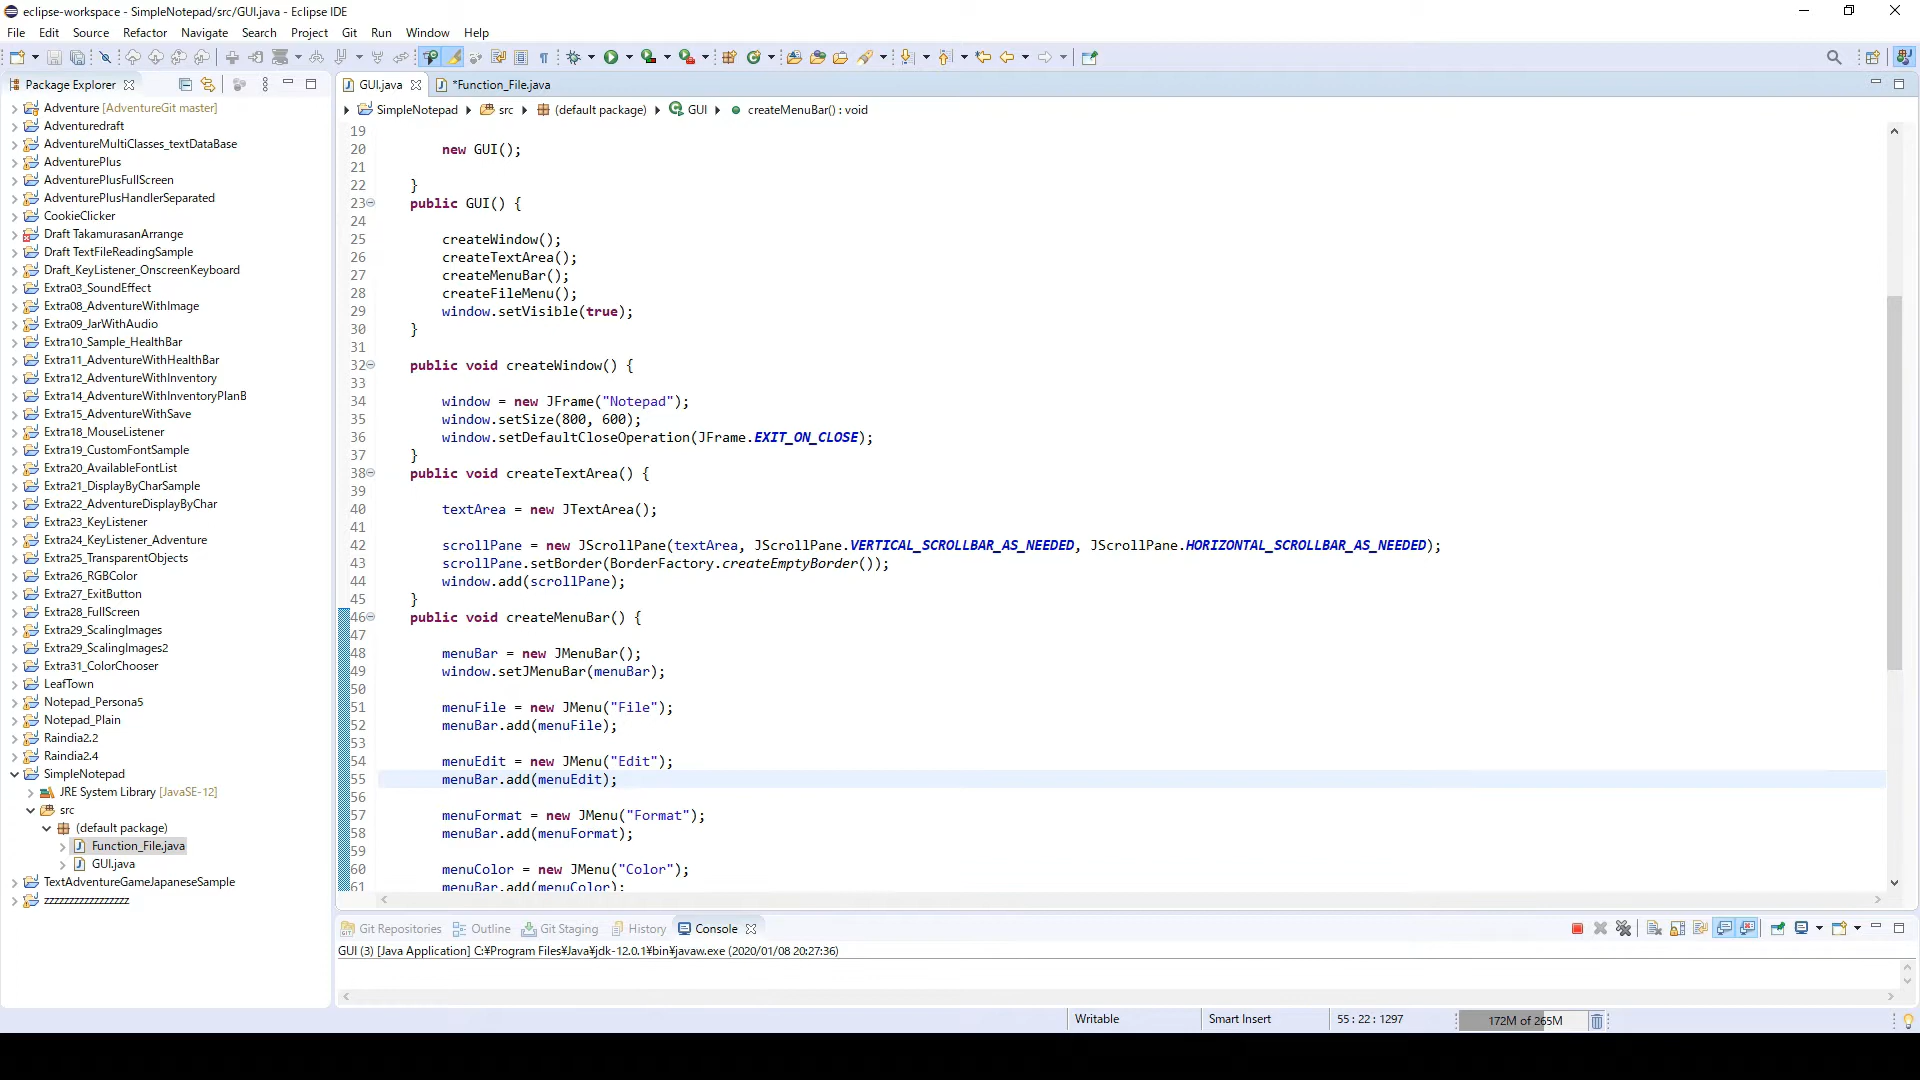 eclipse-workspace - SimpleNotepad/src/GUI.java - Eclipse IDE
File Edit Source Refactor Navigate Search Project Git Run Window Help
Package Explorer
Adventure [AdventureGit master]
Adventuredraft
AdventureMultiClasses_textDataBase
AdventurePlus
AdventurePlusFullScreen
AdventurePlusHandlerSeparated
CookieClicker
Draft TakamurasanArrange
Draft TextFileReadingSample
Draft_KeyListener_OnscreenKeyboard
Extra03_SoundEffect
Extra08_AdventureWithImage
Extra09_JarWithAudio
Extra10_Sample_HealthBar
Extra11_AdventureWithHealthBar
Extra12_AdventureWithInventory
Extra14_AdventureWithInventoryPlanB
Extra15_AdventureWithSave
Extra18_MouseListener
Extra19_CustomFontSample
Extra20_AvailableFontList
Extra21_DisplayByCharSample
Extra22_AdventureDisplayByChar
Extra23_KeyListener
Extra24_KeyListener_Adventure
Extra25_TransparentObjects
Extra26_RGBColor
Extra27_ExitButton
Extra28_FullScreen
Extra29_ScalingImages
Extra29_ScalingImages2
Extra31_ColorChooser
LeafTown
Notepad_Persona5
Notepad_Plain
Raindia2.2
Raindia2.4
SimpleNotepad
JRE System Library [JavaSE-12]
src
(default package)
Function_File.java
GUI.java
TextAdventureGameJapaneseSample
GUI.java *Function_File.java
SimpleNotepad src (default package) GUI createMenuBar() : void
19
20 new GUI();
21
22 }
23 public GUI() {
24
25 createWindow();
26 createTextArea();
27 createMenuBar();
28 createFileMenu();
29 window.setVisible(true);
30 }
31
32 public void createWindow() {
33
34 window = new JFrame("Notepad");
35 window.setSize(800, 600);
36 window.setDefaultCloseOperation(JFrame.EXIT_ON_CLOSE);
37 }
38 public void createTextArea() {
39
40 textArea = new JTextArea();
41
42 scrollPane = new JScrollPane(textArea, JScrollPane.VERTICAL_SCROLLBAR_AS_NEEDED, JScrollPane.HORIZONTAL_SCROLLBAR_AS_NEEDED);
43 scrollPane.setBorder(BorderFactory.createEmptyBorder());
44 window.add(scrollPane);
45 }
46 public void createMenuBar() {
47
48 menuBar = new JMenuBar();
49 window.setJMenuBar(menuBar);
50
51 menuFile = new JMenu("File");
52 menuBar.add(menuFile);
53
54 menuEdit = new JMenu("Edit");
55 menuBar.add(menuEdit);
56
57 menuFormat = new JMenu("Format");
58 menuBar.add(menuFormat);
59
60 menuColor = new JMenu("Color");
61 menuBar.add(menuColor);
Git Repositories Outline Git Staging History Console
GUI (3) [Java Application] C:¥Program Files¥Java¥jdk-12.0.1¥bin¥javaw.exe (2020/01/08 20:27:36)
Writable Smart Insert 55 : 22 : 1297 172M of 265M